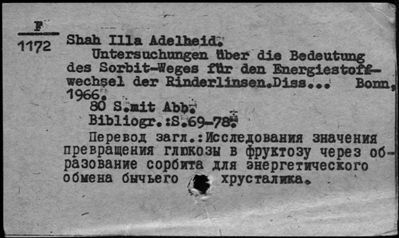 F
1172
Shah Illa Adelheid.
Untersuchungen über die Bedeutung
des Sorbit-Weges für den Energiestoff-
wechsel der Rinderlinsen.Diss... Bonn,
1966.
80 S.mit Abb.
Bibliogr.:S.69-78.
Перевод загл.:Исследования значения
превращения глюкозы в фруктозу через об-
разование сорбита для энергетического
обмена бычьего хрусталика.